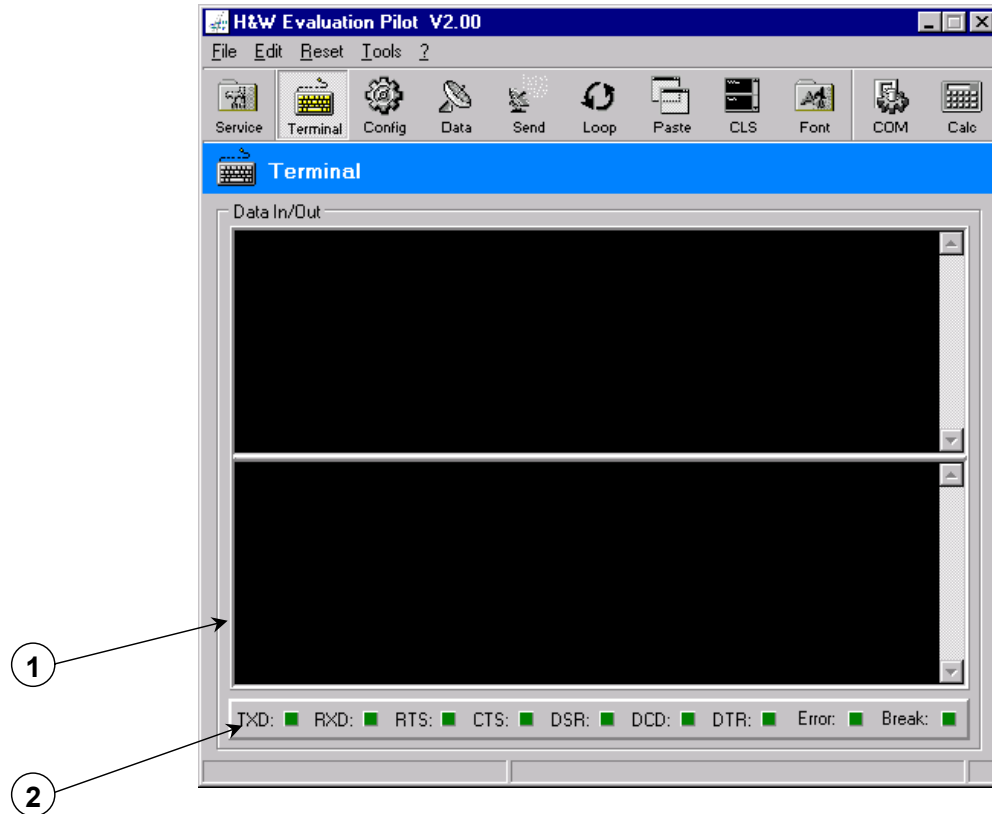 H&W Evaluation Pilot V2.00
File Edit Reset Tools ?
Service Terminal Config Data Send Loop Paste CLS Font COM Calc
Terminal
Data In/Out
1
TXD: RXD: RTS: CTS: DSR: DCD: DTR: Error: Break:
2